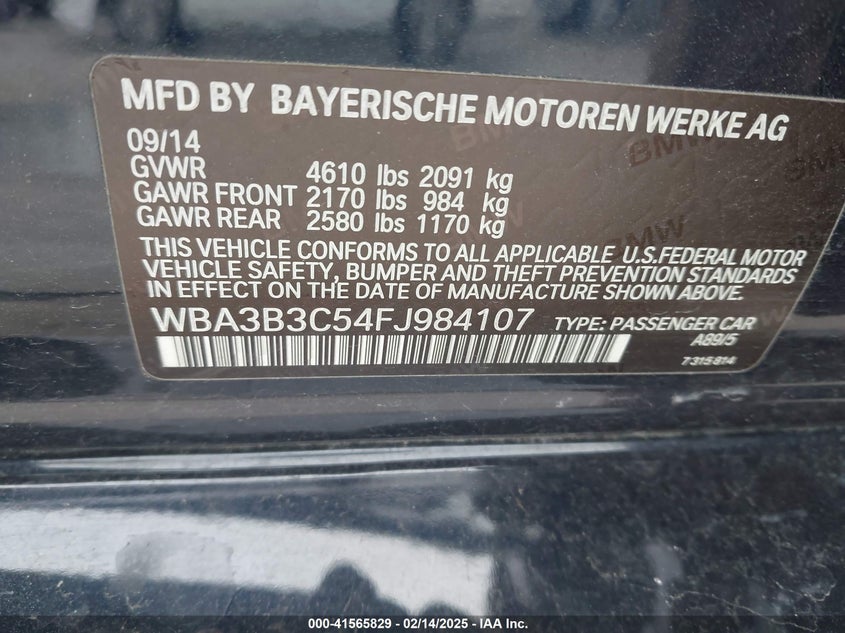 MFD BY BAYERISCHE MOTOREN WERKE AG
09/14
GVWR 4610 lbs 2091 kg
GAWR FRONT 2170 lbs 984 kg
GAWR REAR 2580 lbs 1170 kg
THIS VEHICLE CONFORMS TO ALL APPLICABLE U.S.FEDERAL MOTOR
VEHICLE SAFETY, BUMPER AND THEFT PREVENTION STANDARDS
IN EFFECT ON THE DATE OF MANUFACTURE SHOWN ABOVE.
WBA3B3C54FJ984107 TYPE: PASSENGER CAR
A89/5
7315814
BMW
BMW
BMW
000-41565829 - 02/14/2025 - IAA Inc.